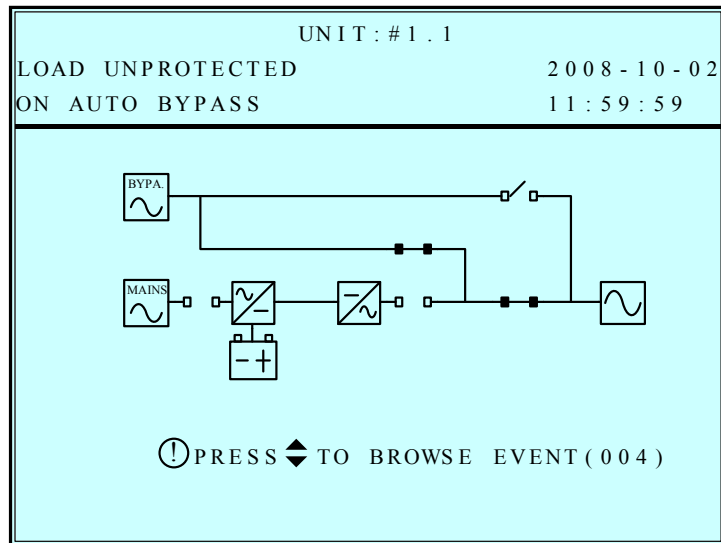 UNIT:#1.1
LOAD UNPROTECTED 2008-10-02
ON AUTO BYPASS 11:59:59
BYPA.
MAINS
! PRESS TO BROWSE EVENT(004)